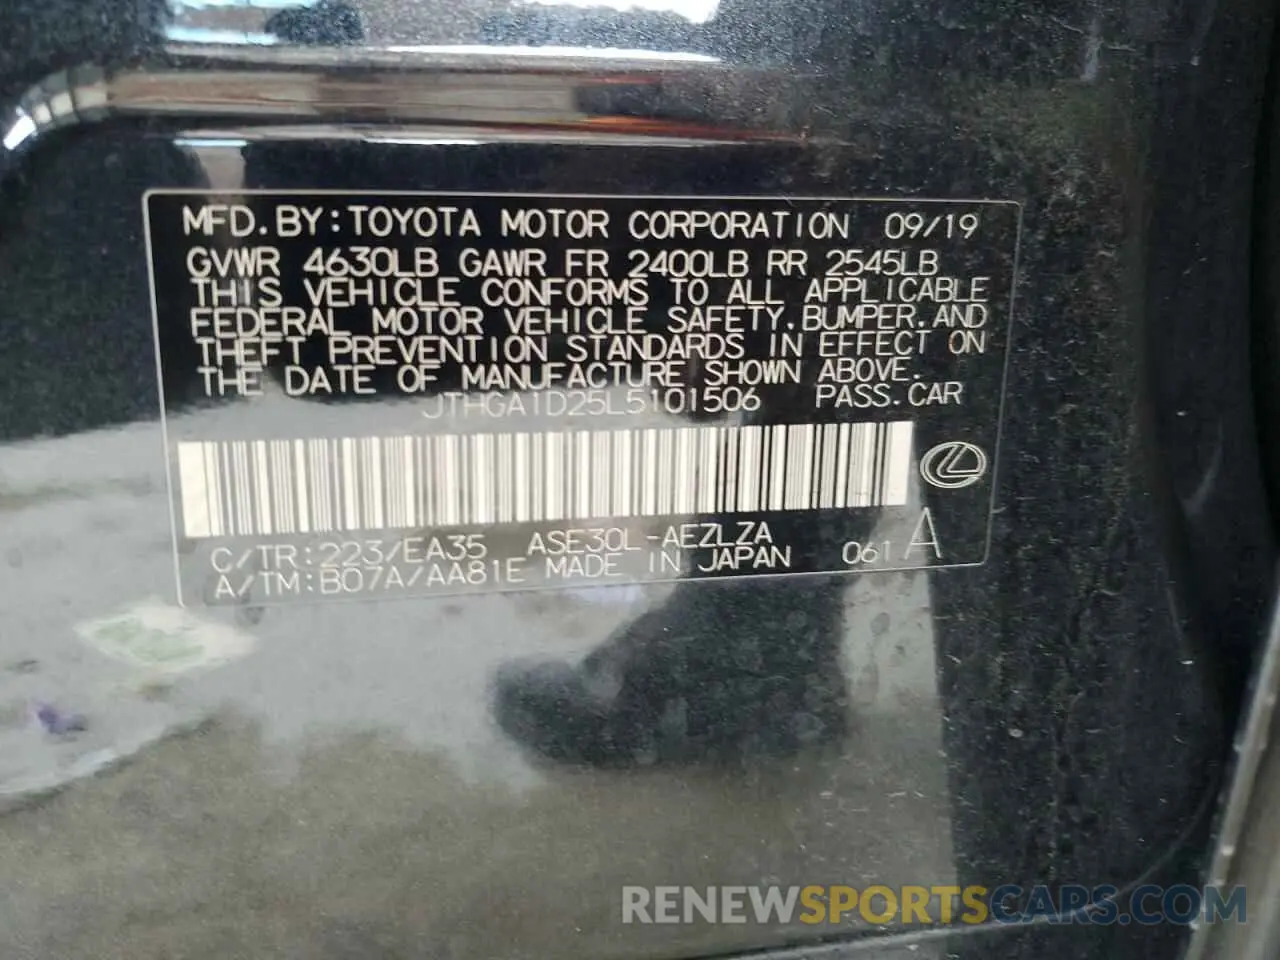 MFD.BY:TOYOTA MOTOR CORPORATION 09/19
GVWR 4630LB GAWR FR 2400LB RR 2545LB
THIS VEHICLE CONFORMS TO ALL APPLICABLE
FEDERAL MOTOR VEHICLE SAFETY,BUMPER,AND
THEFT PREVENTION STANDARDS IN EFFECT ON
THE DATE OF MANUFACTURE SHOWN ABOVE.
JTHGA1D25L5101506 PASS.CAR
C/TR:223/EA35 ASE30L-AEZLZA
A/TM:B07A/AA81E MADE IN JAPAN 061 A
RENEWSPORTSCARS.COM